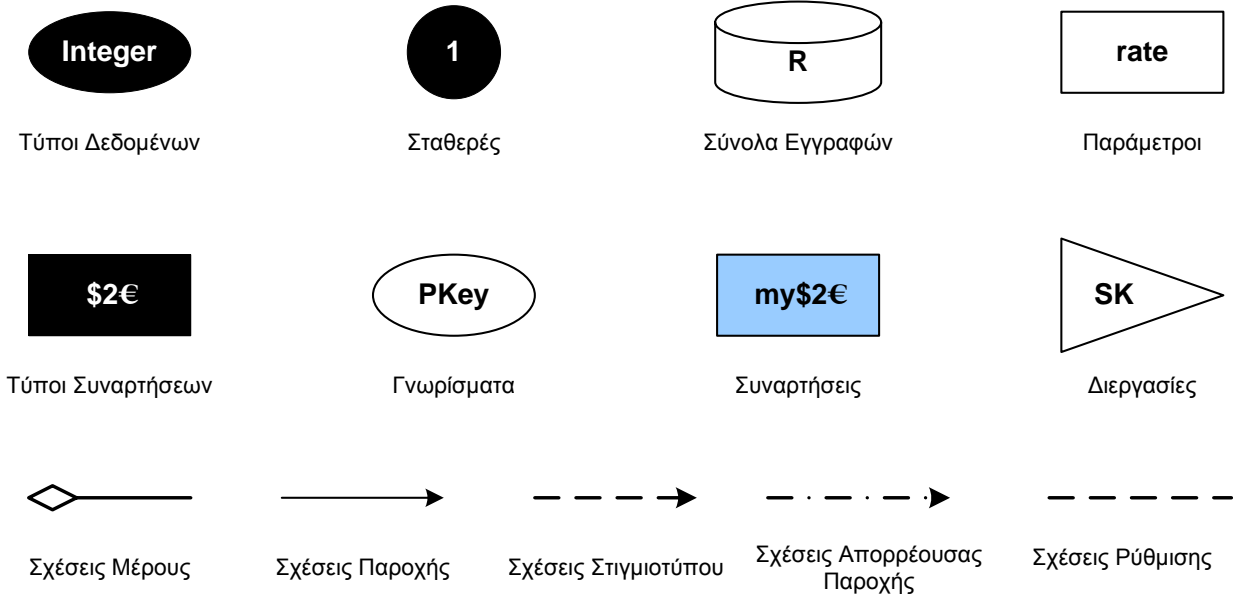 Integer
1
R
rate
Τύποι Δεδομένων
Σταθερές
Σύνολα Εγγραφών
Παράμετροι
$2€
PKey
my$2€
SK
Τύποι Συναρτήσεων
Γνωρίσματα
Συναρτήσεις
Διεργασίες
Σχέσεις Μέρους
Σχέσεις Παροχής
Σχέσεις Στιγμιοτύπου
Σχέσεις Απορρέουσας
Παροχής
Σχέσεις Ρύθμισης